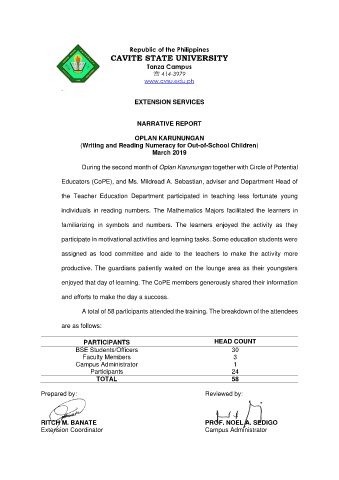 Republic of the Philippines
CAVITE STATE UNIVERSITY
Tanza Campus
☏ 414-3979
www.cvsu.edu.ph
EXTENSION SERVICES
NARRATIVE REPORT
OPLAN KARUNUNGAN
(Writing and Reading Numeracy for Out-of-School Children)
March 2019
During the second month of Oplan Karunungan together with Circle of Potential
Educators (CoPE), and Ms. Mildread A. Sebastian, adviser and Department Head of
the Teacher Education Department participated in teaching less fortunate young
individuals in reading numbers. The Mathematics Majors facilitated the learners in
familiarizing in symbols and numbers. The learners enjoyed the activity as they
participate in motivational activities and learning tasks. Some education students were
assigned as food committee and aide to the teachers to make the activity more
productive. The guardians patiently waited on the lounge area as their youngsters
enjoyed that day of learning. The CoPE members generously shared their information
and efforts to make the day a success.
A total of 58 participants attended the training. The breakdown of the attendees
are as follows:
PARTICIPANTS HEAD COUNT
BSE Students/Officers 30
Faculty Members 3
Campus Administrator 1
Participants 24
TOTAL 58
Prepared by: Reviewed by:
RITCH M. BANATE PROF. NOEL A. SEDIGO
Extension Coordinator Campus Administrator